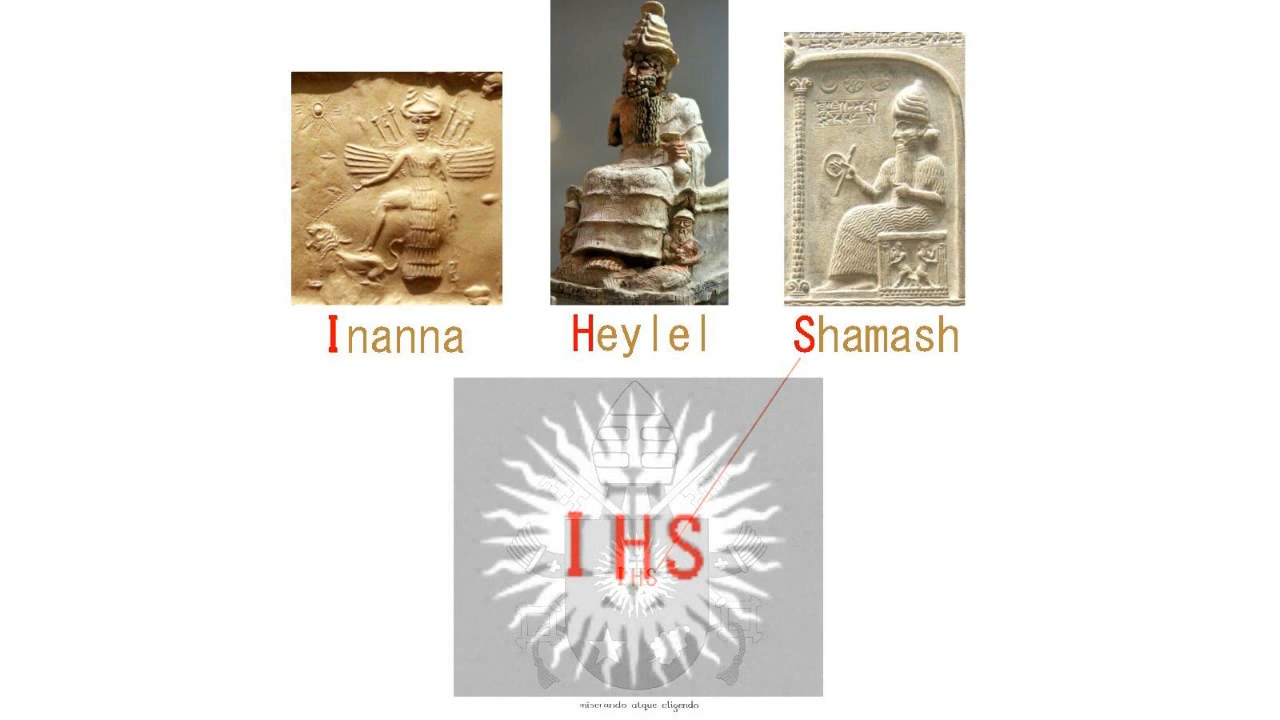 Inanna
Heylel
Shamash
IHS
IHS
miserando atque eligendo